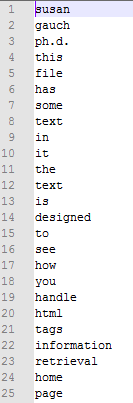 1 susan
2 gauch
3 ph.d.
4 this
5 file
6 has
7 some
8 text
9 in
10 it
11 the
12 text
13 is
14 designed
15 to
16 see
17 how
18 you
19 handle
20 html
21 tags
22 information
23 retrieval
24 home
25 page